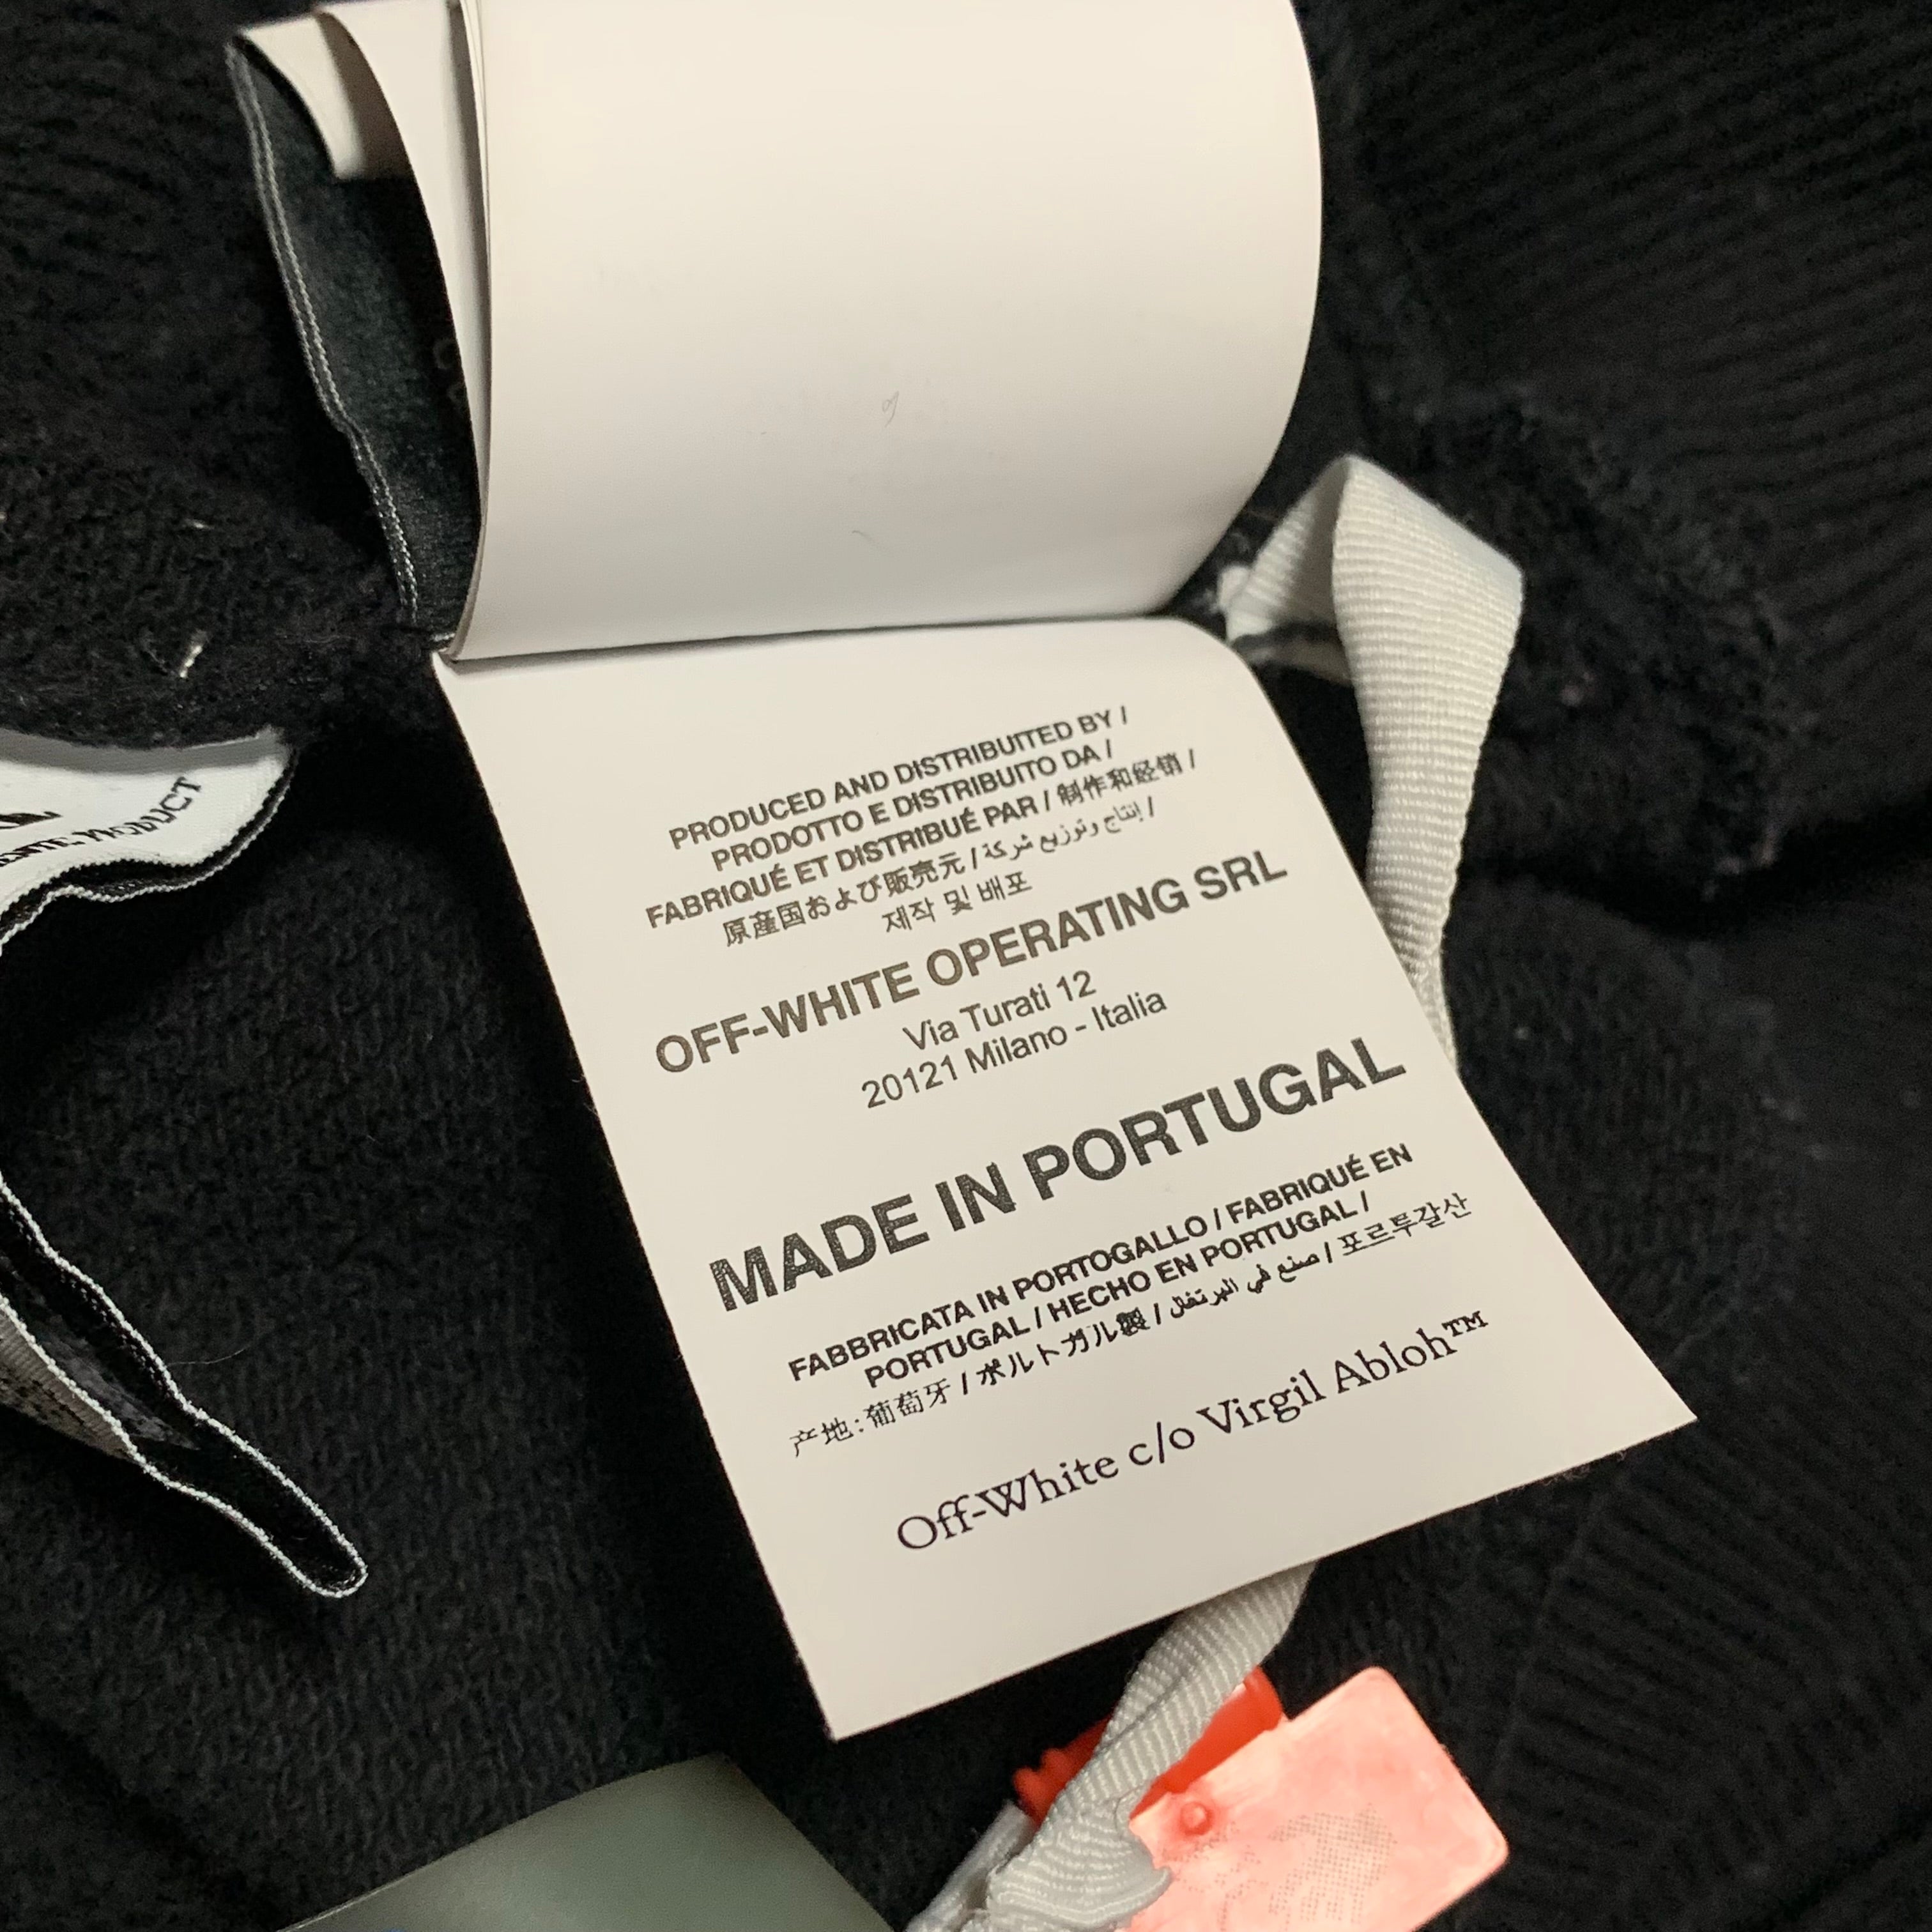 PRODUCED AND DISTRIBUITED BY /
PRODOTTO E DISTRIBUITO DA /
FABRIQUÉ ET DISTRIBUÉ PAR / 制作和经销 /
原産国および販売元 / إنتاج وتوزيع شركة /
제작 및 배포
OFF-WHITE OPERATING SRL
Via Turati 12
20121 Milano - Italia
MADE IN PORTUGAL
FABBRICATA IN PORTOGALLO / FABRIQUÉ EN
PORTUGAL / HECHO EN PORTUGAL /
产地: 葡萄牙 / ポルトガル製 / صنع في البرتغال / 포르투갈산
Off-White c/o Virgil Abloh™
PRODUCT